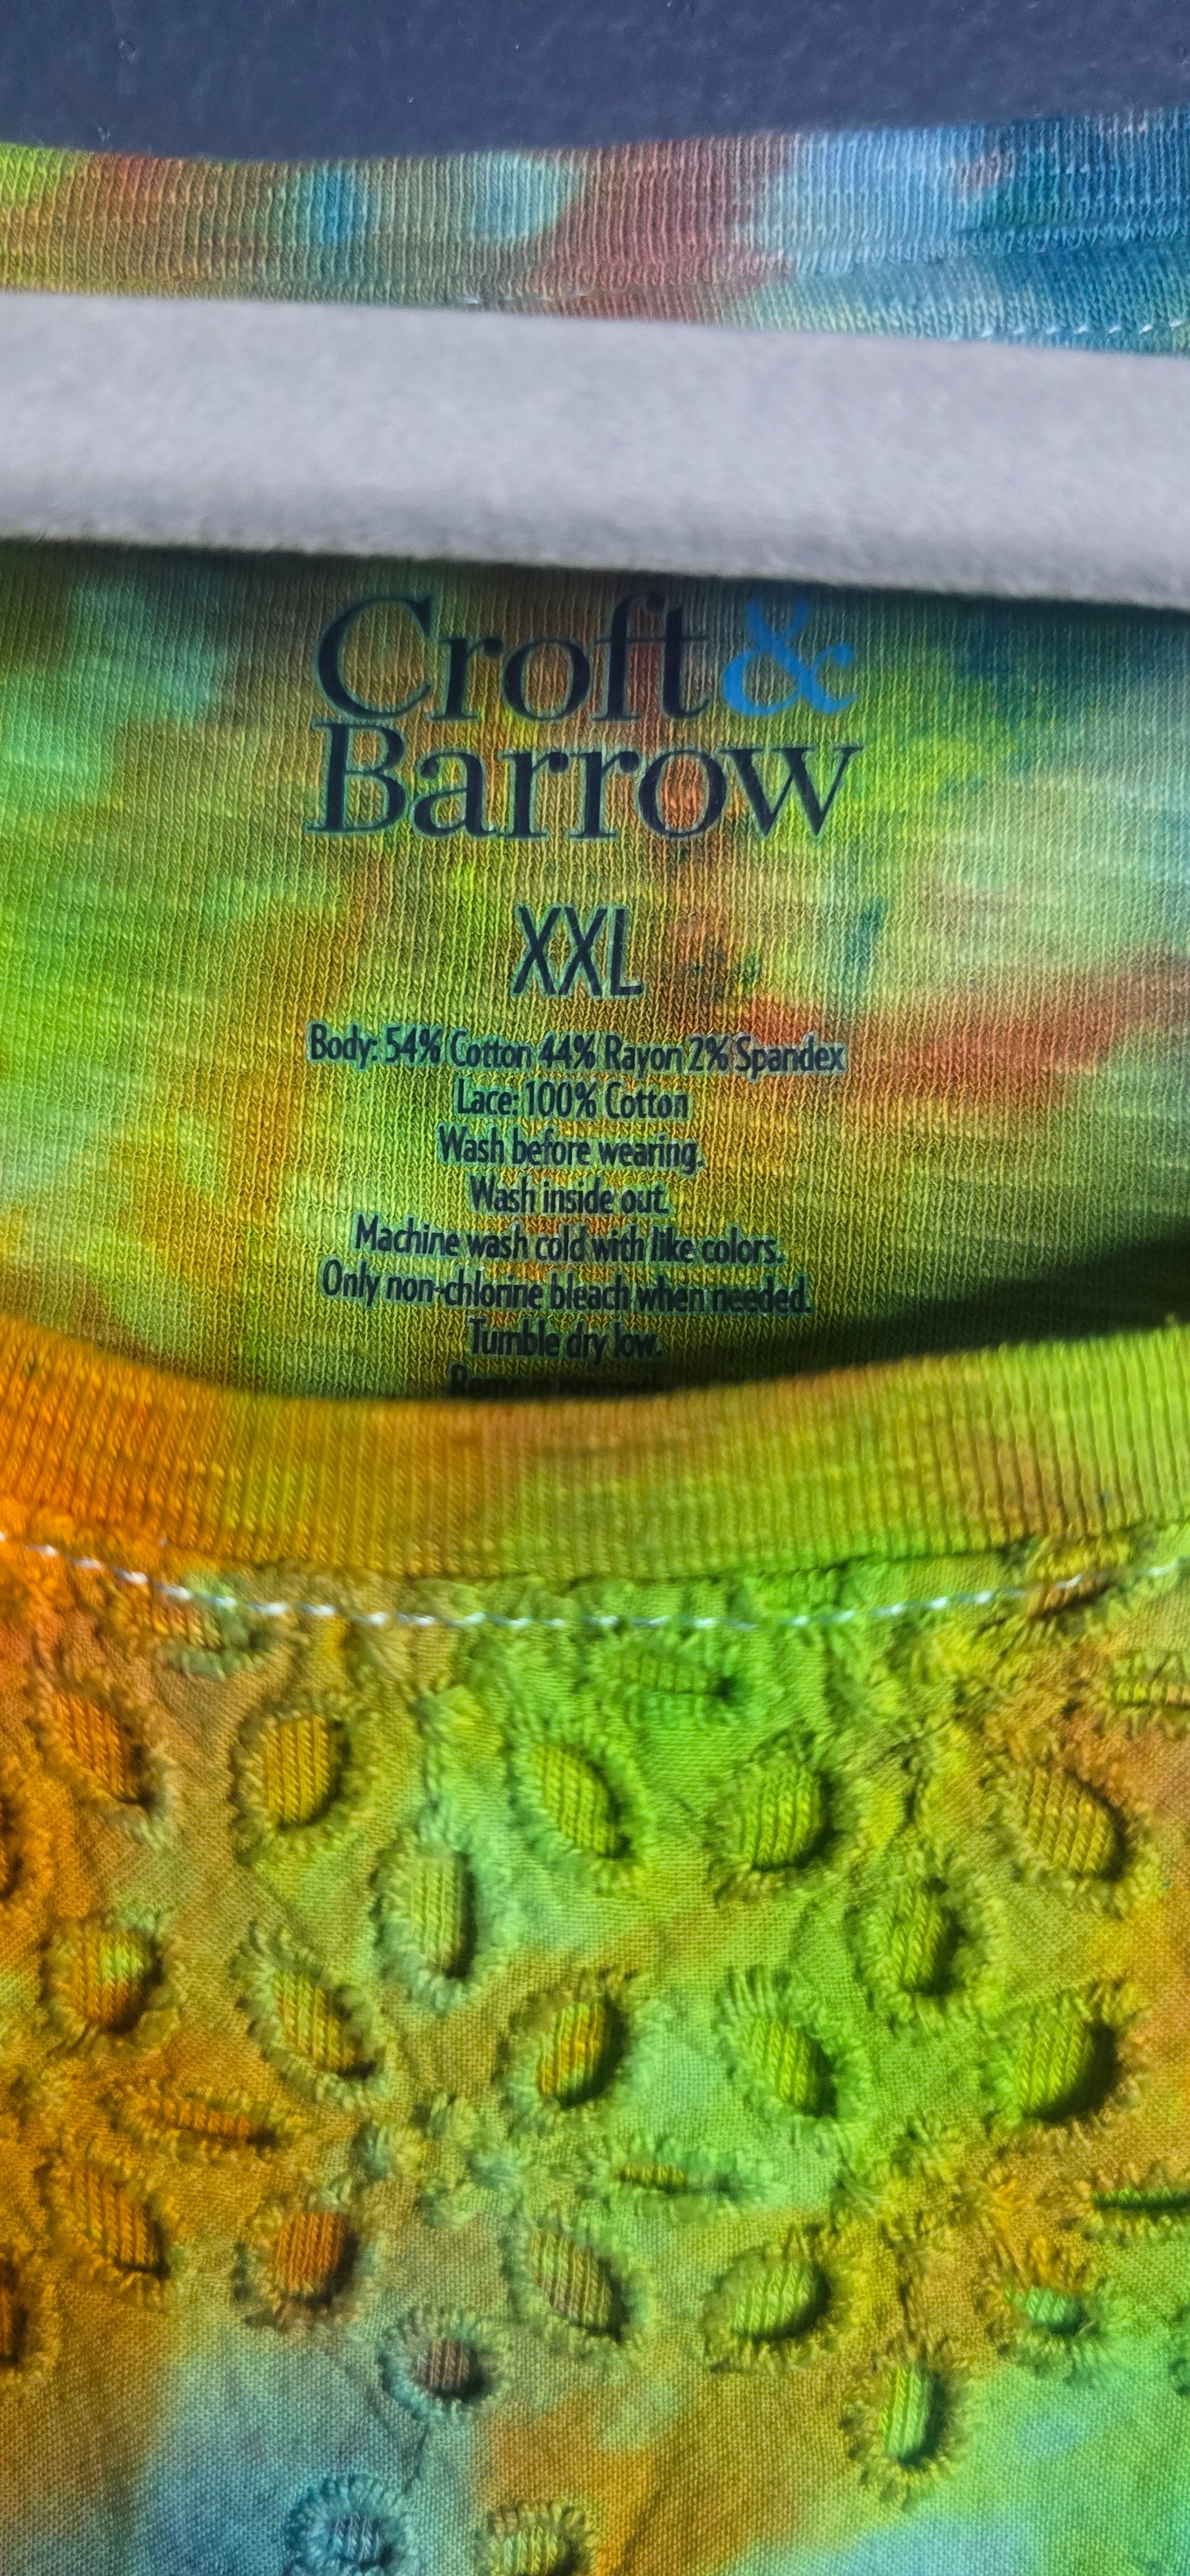 Croft &
Barrow
XXL
Body: 54% Cotton 44% Rayon 2% Spandex
Lace: 100% Cotton
Wash before wearing.
Wash inside out.
Machine wash cold with like colors.
Only non-chlorine bleach when needed.
Tumble dry low.